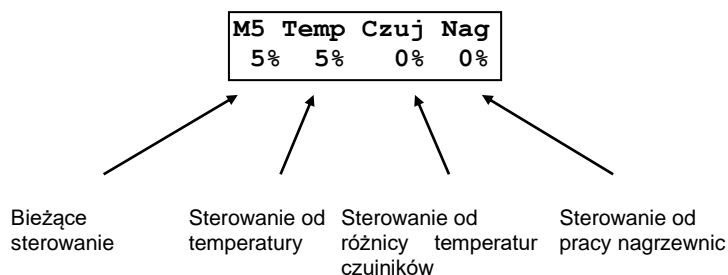 M5 Temp Czuj Nag
5% 5% 0% 0%
Bieżące
sterowanie
Sterowanie od
temperatury
Sterowanie od
różnicy temperatur
czujników
Sterowanie od
pracy nagrzewnic